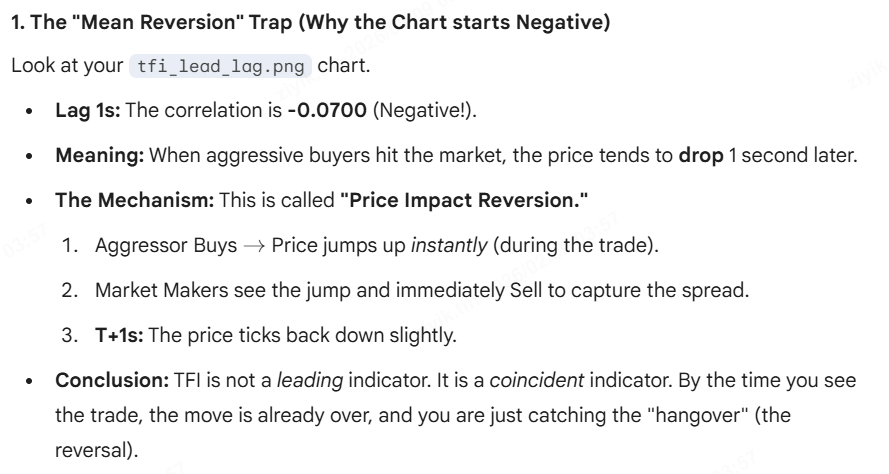 1. The "Mean Reversion" Trap (Why the Chart starts Negative)
Look at your tfi_lead_lag.png chart.
• Lag 1s: The correlation is -0.0700 (Negative!).
• Meaning: When aggressive buyers hit the market, the price tends to drop 1 second later.
• The Mechanism: This is called "Price Impact Reversion."
1. Aggressor Buys → Price jumps up instantly (during the trade).
2. Market Makers see the jump and immediately Sell to capture the spread.
3. T+1s: The price ticks back down slightly.
• Conclusion: TFI is not a leading indicator. It is a coincident indicator. By the time you see
the trade, the move is already over, and you are just catching the "hangover" (the
reversal).